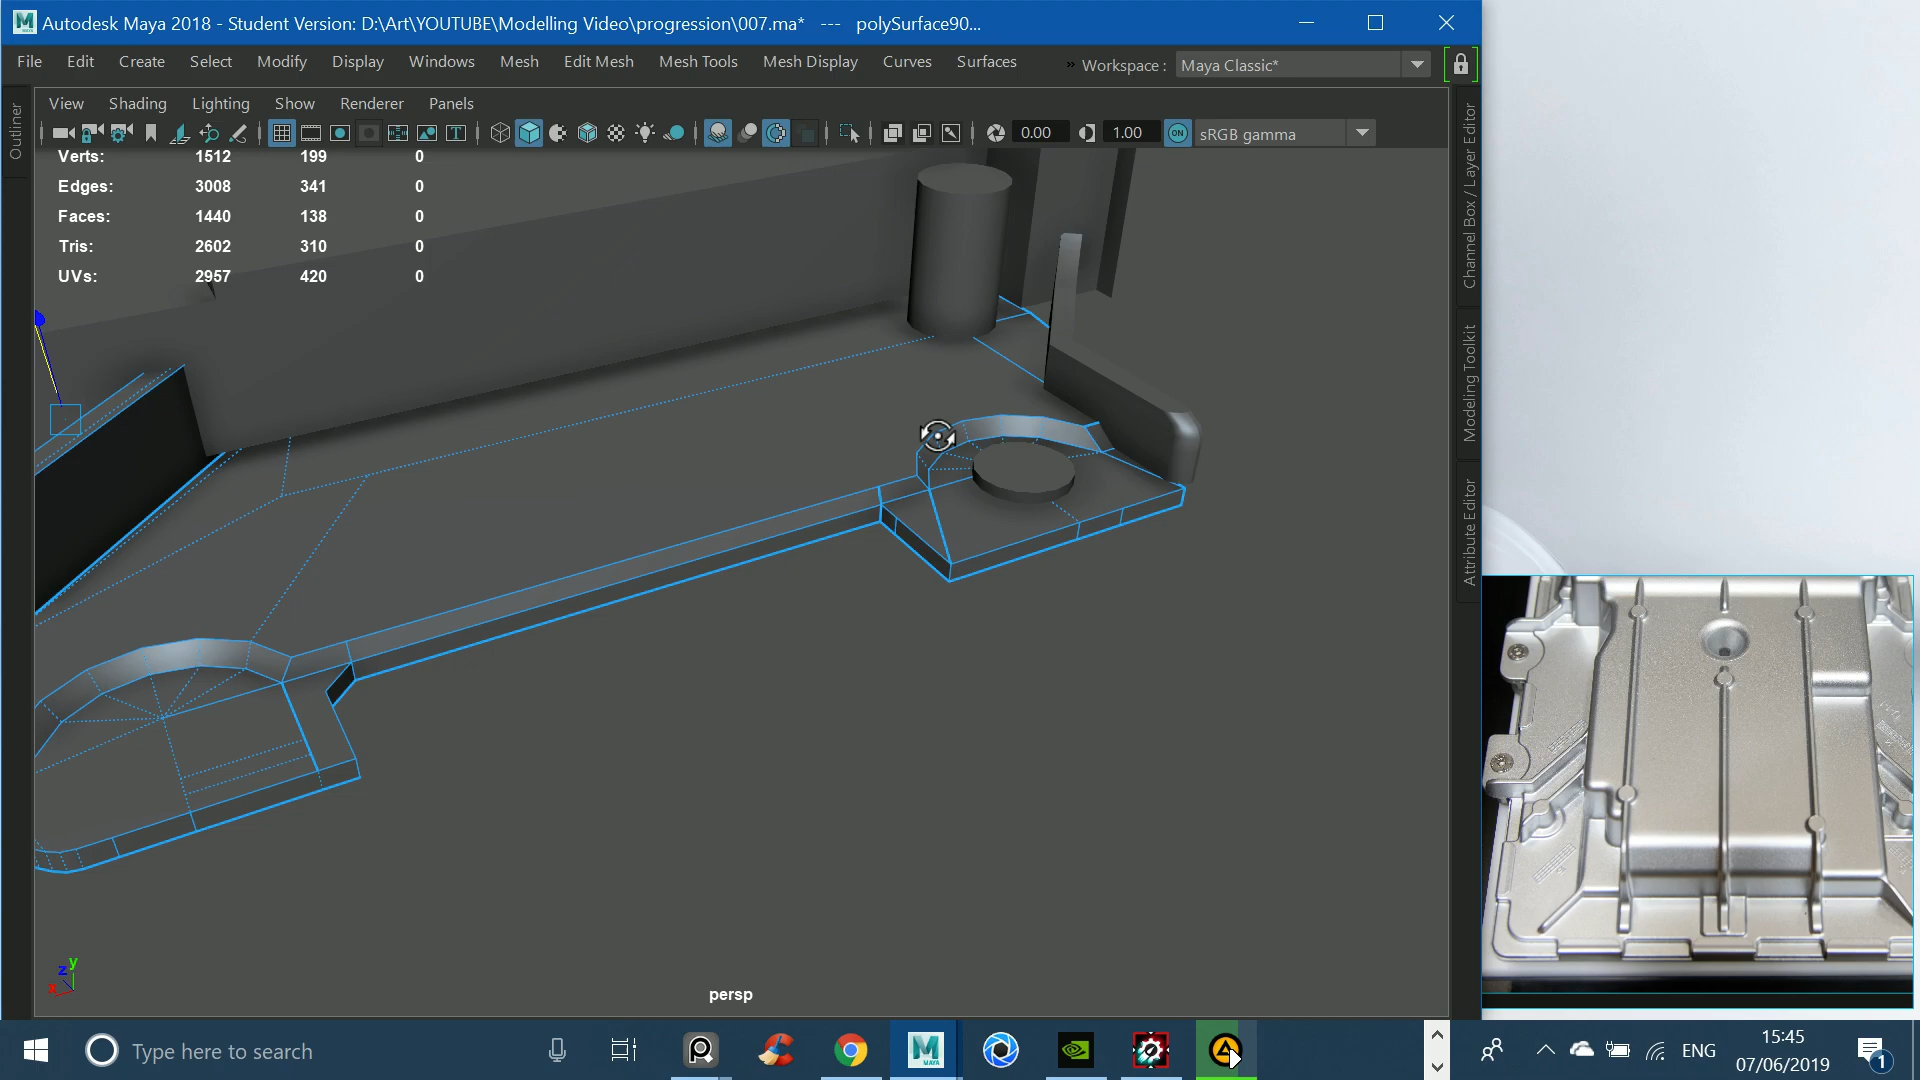 Autodesk Maya 2018 - Student Version: D:\Art\YOUTUBE\Modelling Video\progression\007.ma* --- polySurface90...
File Edit Create Select Modify Display Windows Mesh Edit Mesh Mesh Tools Mesh Display Curves Surfaces » Workspace : Maya Classic*
View Shading Lighting Show Renderer Panels
0.00 1.00 ON sRGB gamma
Outliner
Verts: 1512 199 0
Edges: 3008 341 0
Faces: 1440 138 0
Tris: 2602 310 0
UVs: 2957 420 0
Channel Box / Layer Editor
Modeling Toolkit
Attribute Editor
y
z
x
persp
Type here to search
MAYA
ENG
15:45
07/06/2019
1